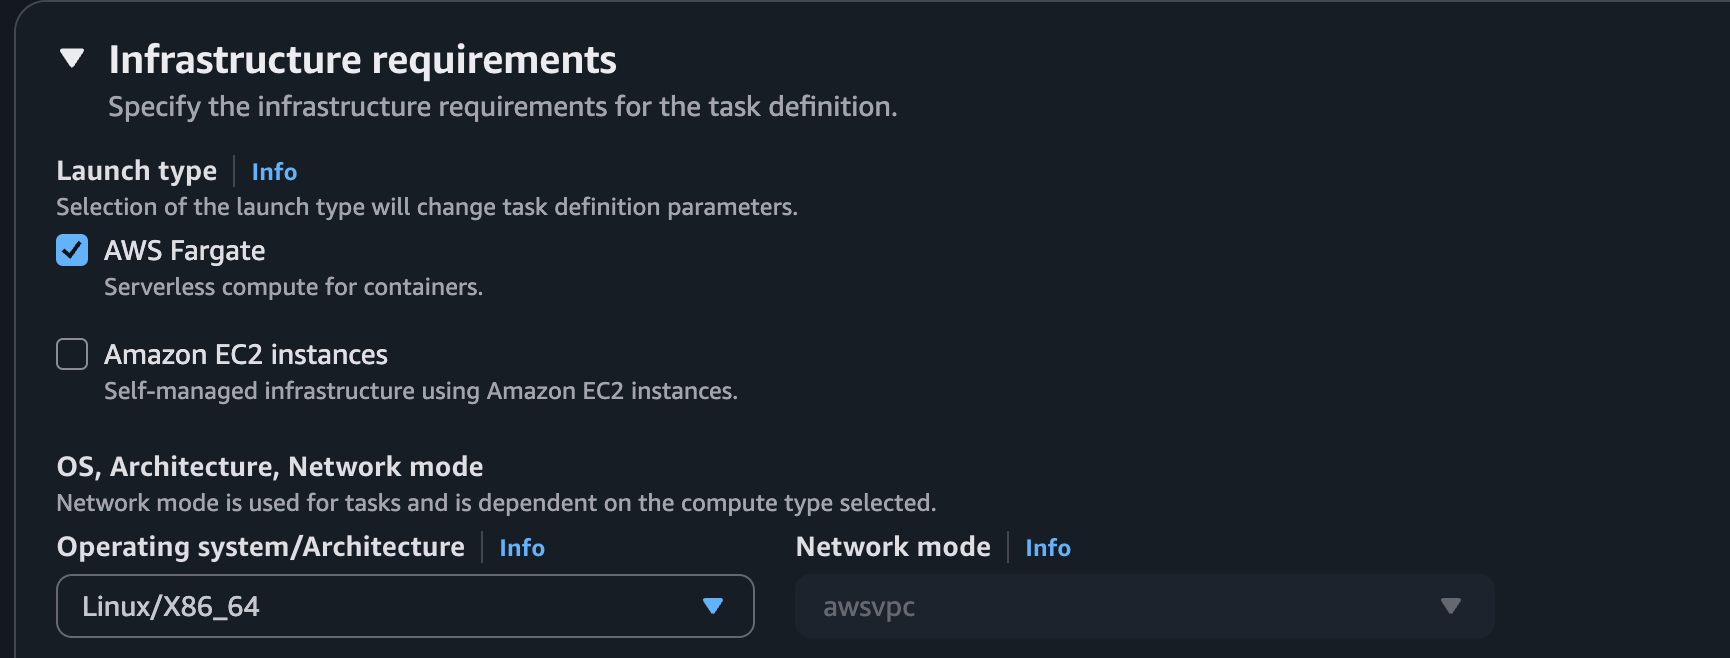 Infrastructure requirements
Specify the infrastructure requirements for the task definition.
Launch type
Info
Selection of the launch type will change task definition parameters.
AWS Fargate
Serverless compute for containers.
Amazon EC2 instances
Self-managed infrastructure using Amazon EC2 instances.
OS, Architecture, Network mode
Network mode is used for tasks and is dependent on the compute type selected.
Operating system/Architecture
Info
Linux/X86_64
Network mode
Info
awsvpc